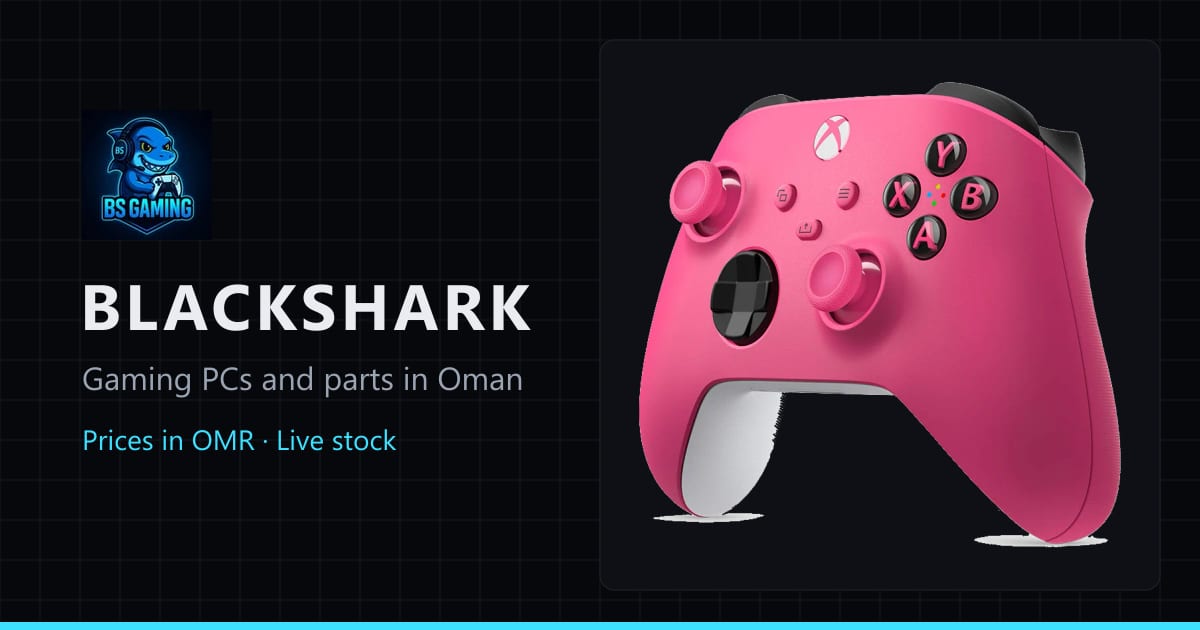 BS
BS GAMING
BLACKSHARK
Gaming PCs and parts in Oman
Prices in OMR · Live stock
Y
X
B
A